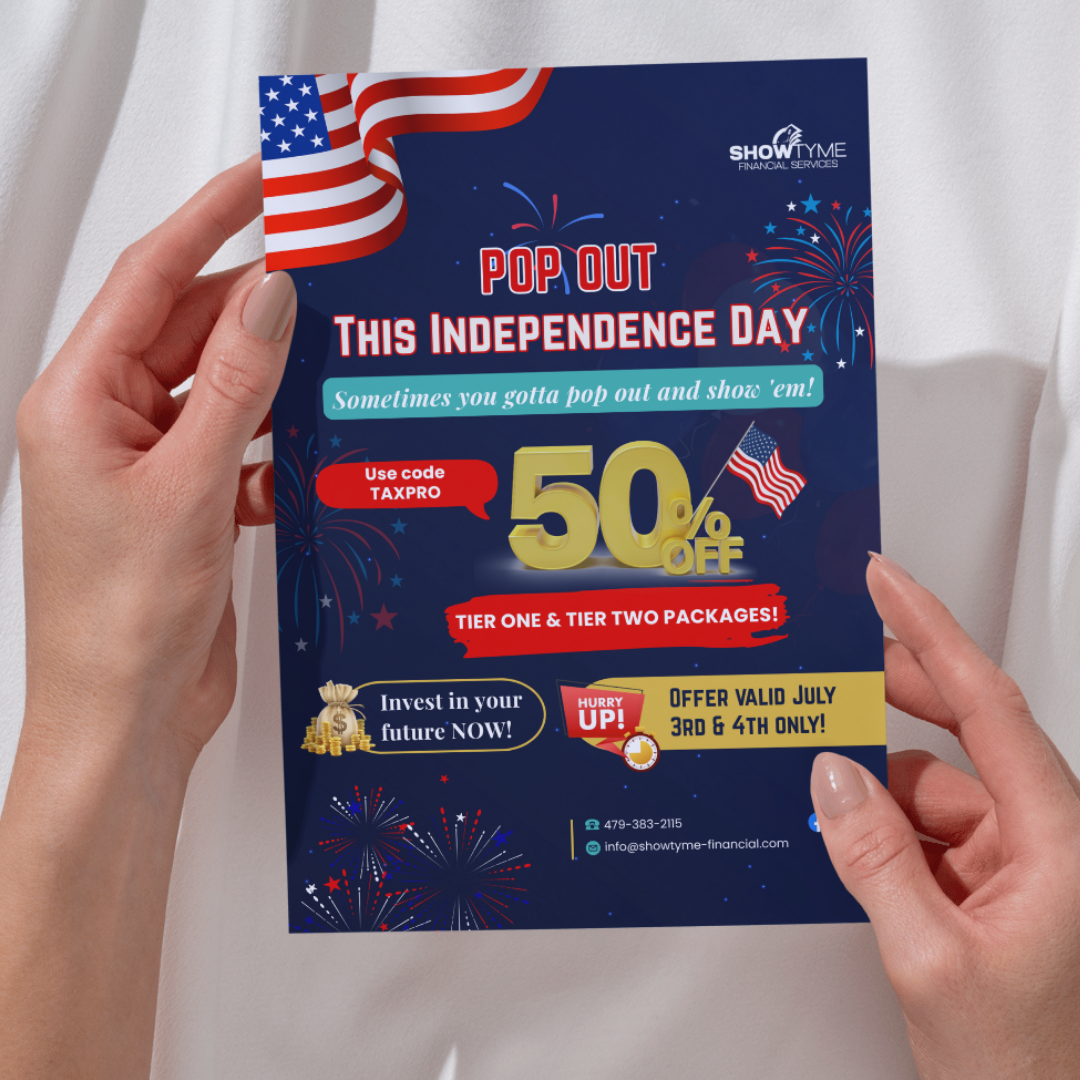 SHOWTYME
FINANCIAL SERVICES
POP OUT
THIS INDEPENDENCE DAY
Sometimes you gotta pop out and show 'em!
Use code
TAXPRO
50%
OFF
TIER ONE & TIER TWO PACKAGES!
Invest in your
future NOW!
HURRY
UP!
OFFER VALID JULY
3RD & 4TH ONLY!
479-383-2115
info@showtyme-financial.com